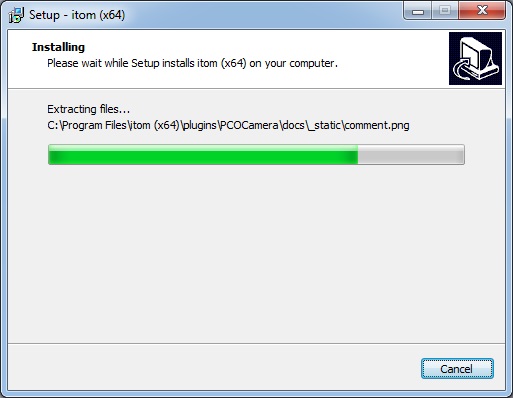 Setup - itom (x64)
Installing
Please wait while Setup installs itom (x64) on your computer.
Extracting files...
C:\Program Files\itom (x64)\plugins\PCOCamera\docs\_static\comment.png
Cancel